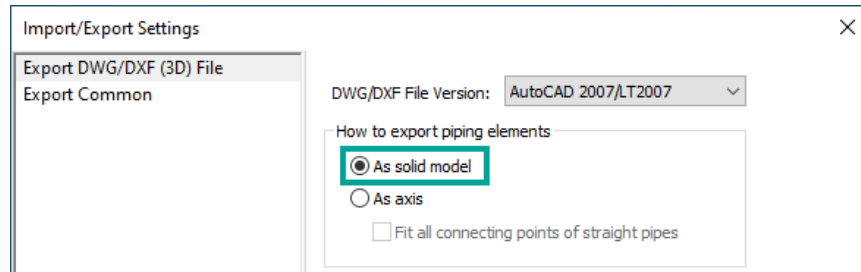 Import/Export Settings
Export DWG/DXF (3D) File
Export Common
DWG/DXF File Version: AutoCAD 2007/LT2007
How to export piping elements
As solid model
As axis
Fit all connecting points of straight pipes